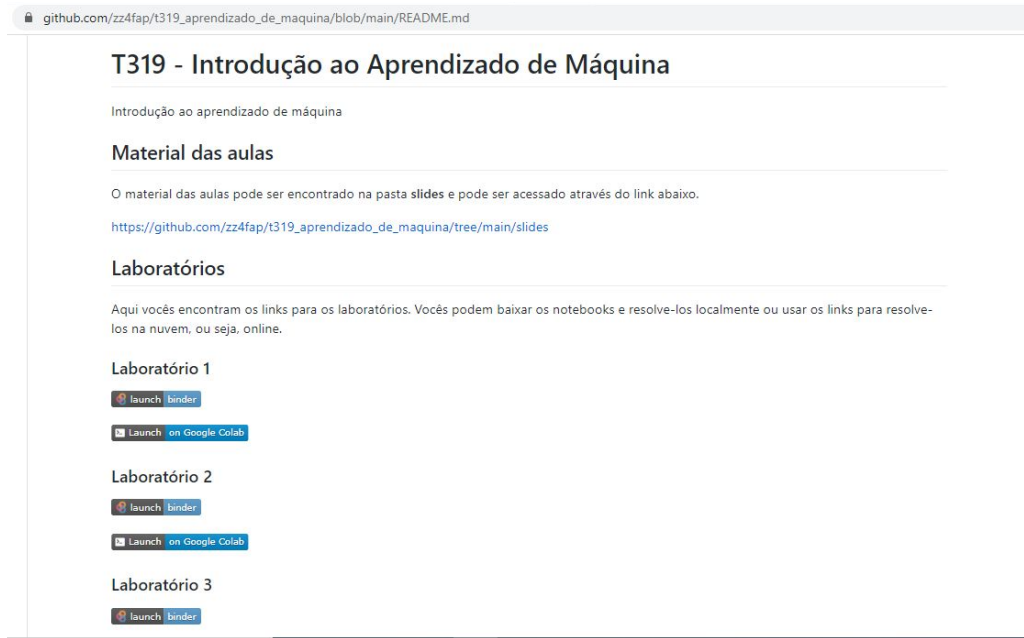 github.com/zz4fap/t319_aprendizado_de_maquina/blob/main/README.md
T319 - Introdução ao Aprendizado de Máquina
Introdução ao aprendizado de máquina
Material das aulas
O material das aulas pode ser encontrado na pasta slides e pode ser acessado através do link abaixo.
https://github.com/zz4fap/t319_aprendizado_de_maquina/tree/main/slides
Laboratórios
Aqui vocês encontram os links para os laboratórios. Vocês podem baixar os notebooks e resolve-los localmente ou usar os links para resolve-
los na nuvem, ou seja, online.
Laboratório 1
launch binder
Launch on Google Colab
Laboratório 2
launch binder
Launch on Google Colab
Laboratório 3
launch binder